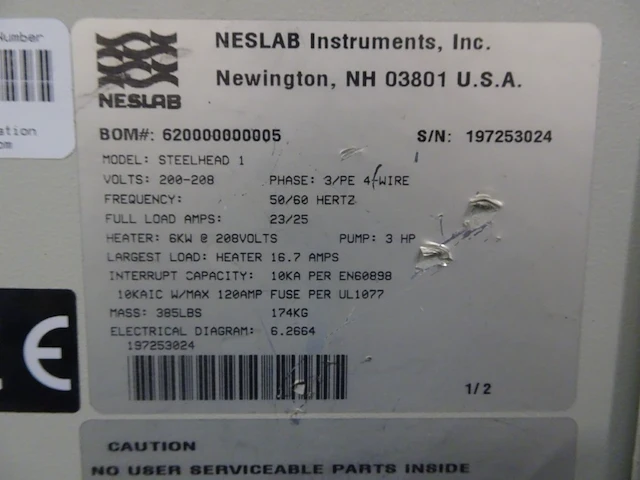 Number
ation
om
NESLAB
NESLAB Instruments, Inc.
Newington, NH 03801 U.S.A.
BOM#: 620000000005 S/N: 197253024
MODEL: STEELHEAD 1
VOLTS: 200-208 PHASE: 3/PE 4 WIRE
FREQUENCY: 50/60 HERTZ
FULL LOAD AMPS: 23/25
HEATER: 6KW @ 208VOLTS PUMP: 3 HP
LARGEST LOAD: HEATER 16.7 AMPS
INTERRUPT CAPACITY: 10KA PER EN60898
10KAIC W/MAX 120AMP FUSE PER UL1077
MASS: 385LBS 174KG
ELECTRICAL DIAGRAM: 6.2664
197253024
1/2
CE
CAUTION
NO USER SERVICEABLE PARTS INSIDE